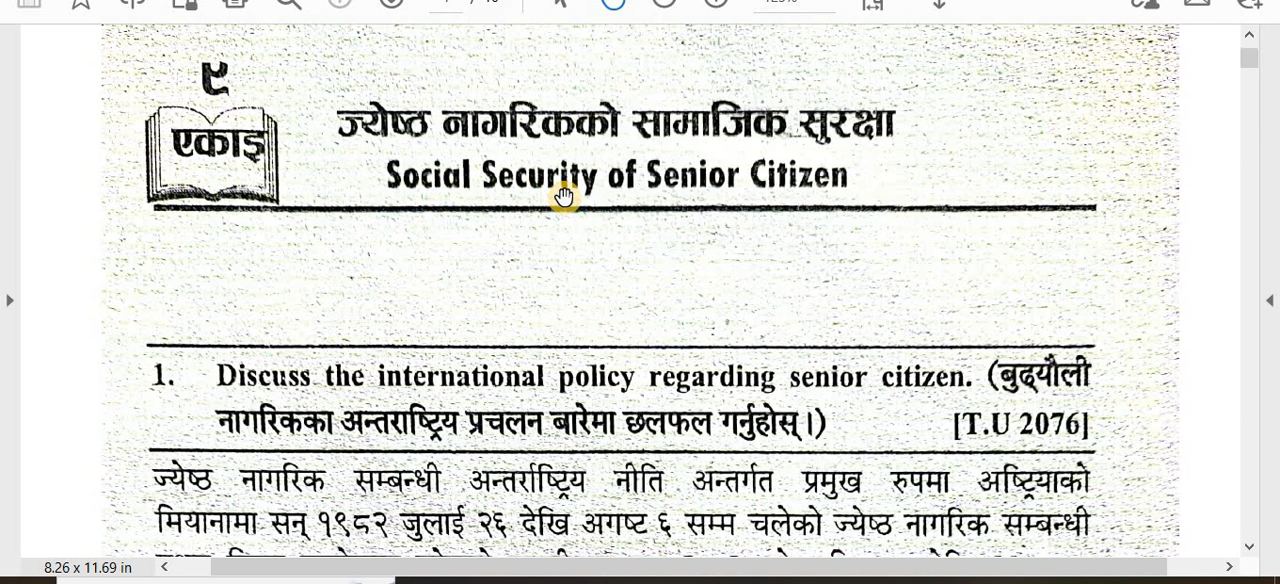 ९
एकाइ
ज्येष्ठ नागरिकको सामाजिक सुरक्षा
Social Security of Senior Citizen
1. Discuss the international policy regarding senior citizen. (बुढ्यौली
नागरिकका अन्तराष्ट्रिय प्रचलन बारेमा छलफल गर्नुहोस् ।) [T.U 2076]
ज्येष्ठ नागरिक सम्बन्धी अन्तर्राष्ट्रिय नीति अन्तर्गत प्रमुख रुपमा अष्ट्रियाको
मियानामा सन् १९८२ जुलाई २६ देखि अगष्ट ६ सम्म चलेको ज्येष्ठ नागरिक सम्बन्धी
8.26 x 11.69 in